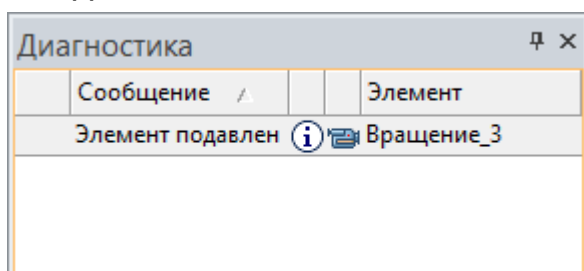 Диагностика
Сообщение Элемент
Элемент подавлен Вращение_3